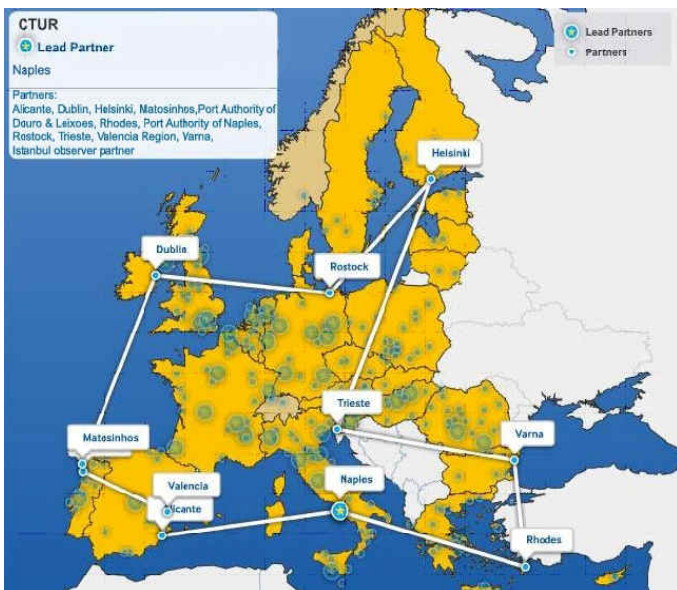 CTUR
Lead Partner
Naples
Partners:
Alicante, Dublin, Helsinki, Matosinhos,Port Authority of
Douro & Leixoes, Rhodes, Port Authority of Naples,
Rostock, Trieste, Valencia Region, Varna,
Istanbul observer partner
Lead Partners
Partners
Helsinki
Dublin
Rostock
Trieste
Matosinhos
Varna
Valencia
Naples
licante
Rhodes